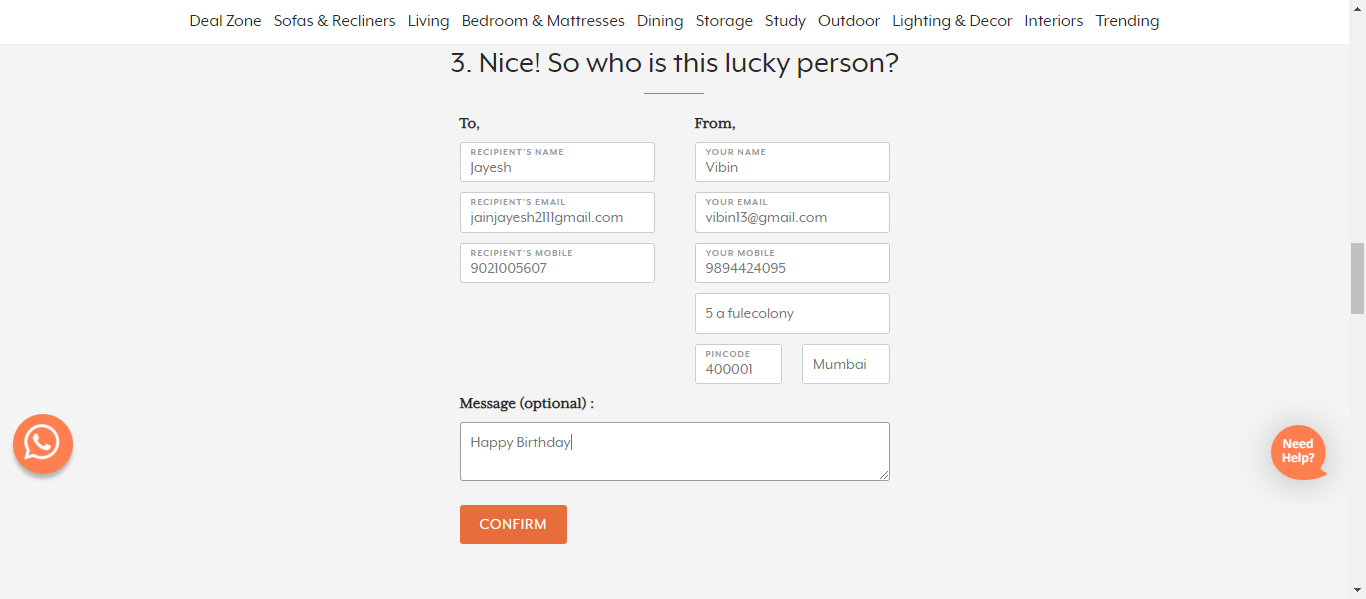 Deal Zone Sofas & Recliners Living Bedroom & Mattresses Dining Storage Study Outdoor Lighting & Decor Interiors Trending
3. Nice! So who is this lucky person?
To,
From,
RECIPIENT'S NAME
Jayesh
YOUR NAME
Vibin
RECIPIENT'S EMAIL
jainjayesh2111gmail.com
YOUR EMAIL
vibin13@gmail.com
RECIPIENT'S MOBILE
9021005607
YOUR MOBILE
9894424095
5 a fulecolony
PINCODE
400001
Mumbai
Message (optional) :
Happy Birthday
CONFIRM
Need
Help?